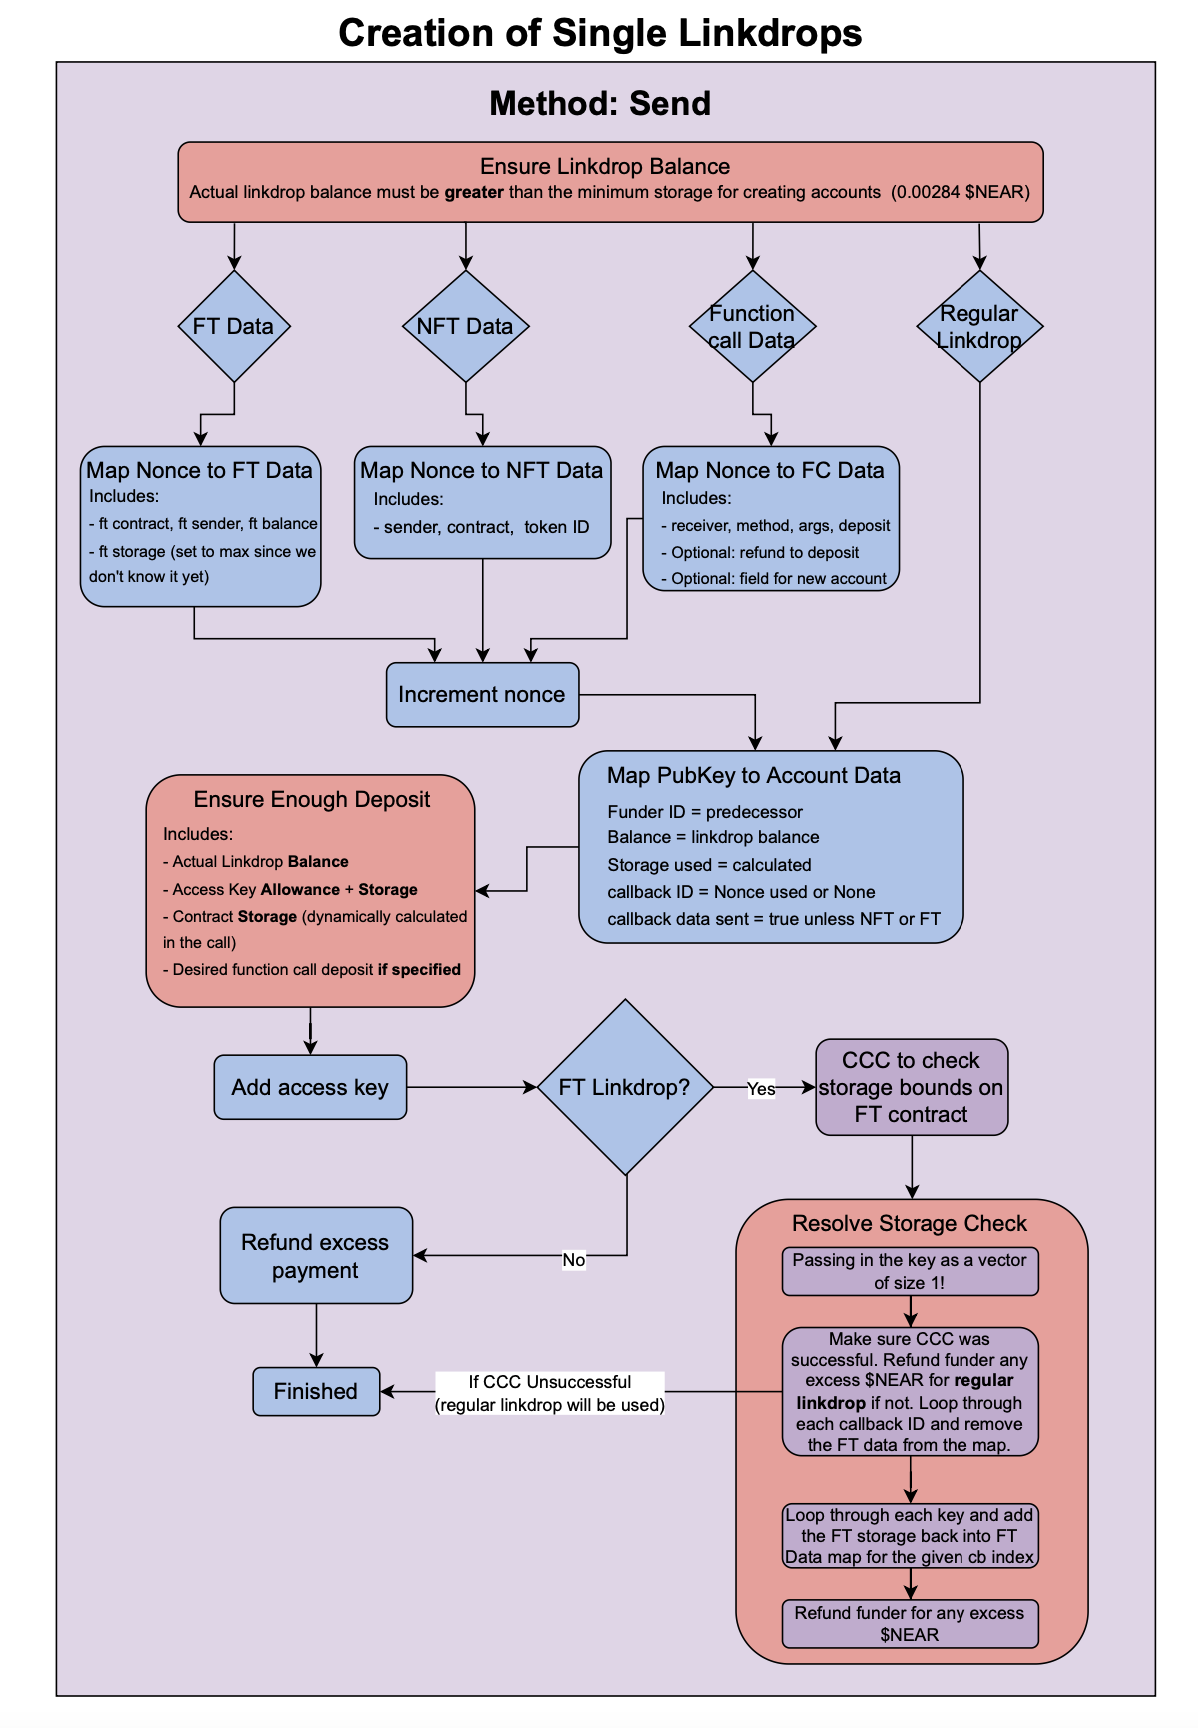 Creation of Single Linkdrops
Method: Send
Ensure Linkdrop Balance
Actual linkdrop balance must be greater than the minimum storage for creating accounts (0.00284 $NEAR)
FT Data
NFT Data
Function
call Data
Regular
Linkdrop
Map Nonce to FT Data
Includes:
- ft contract, ft sender, ft balance
- ft storage (set to max since we
don't know it yet)
Map Nonce to NFT Data
Includes:
- sender, contract, token ID
Map Nonce to FC Data
Includes:
- receiver, method, args, deposit
- Optional: refund to deposit
- Optional: field for new account
Increment nonce
Map PubKey to Account Data
Funder ID = predecessor
Balance = linkdrop balance
Storage used = calculated
callback ID = Nonce used or None
callback data sent = true unless NFT or FT
Ensure Enough Deposit
Includes:
- Actual Linkdrop Balance
- Access Key Allowance + Storage
- Contract Storage (dynamically calculated
in the call)
- Desired function call deposit if specified
Add access key
FT Linkdrop?
Yes
CCC to check
storage bounds on
FT contract
No
Refund excess
payment
Finished
If CCC Unsuccessful
(regular linkdrop will be used)
Resolve Storage Check
Passing in the key as a vector
of size 1!
Make sure CCC was
successful. Refund funder any
excess $NEAR for regular
linkdrop if not. Loop through
each callback ID and remove
the FT data from the map.
Loop through each key and add
the FT storage back into FT
Data map for the given cb index
Refund funder for any excess
$NEAR